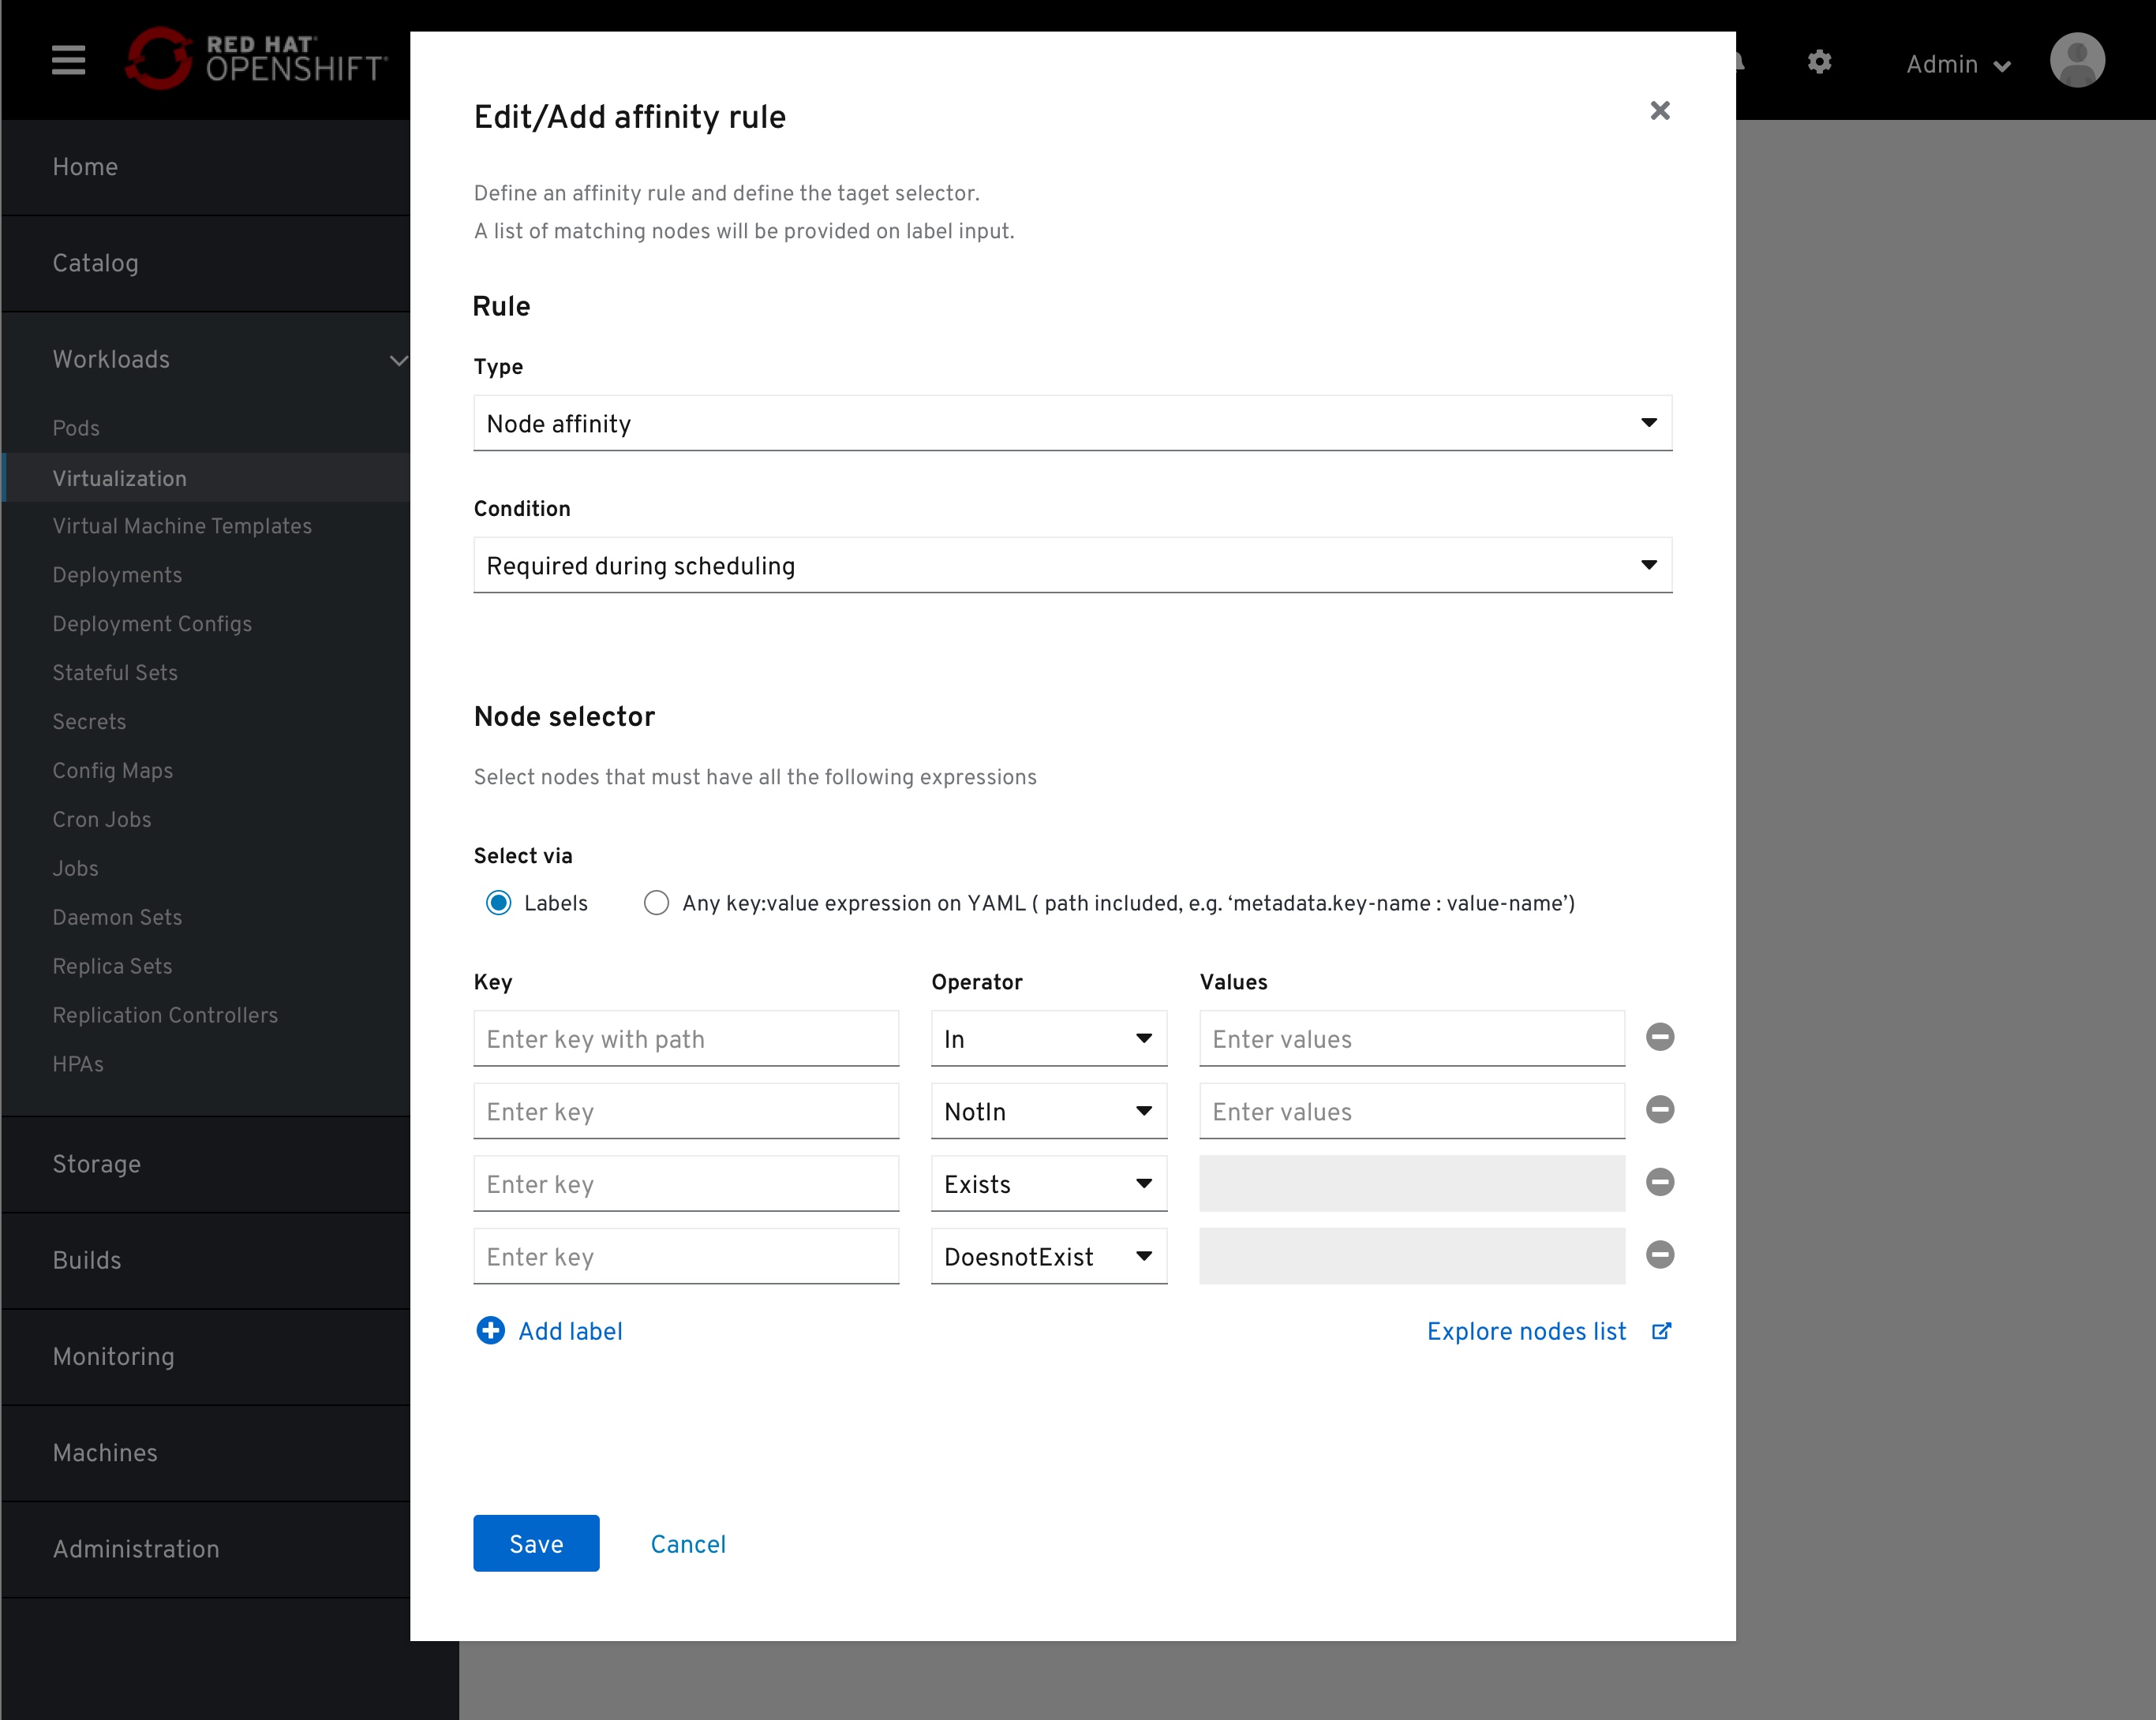 RED HAT®
OPENSHIFT®
Admin
Home
Catalog
Workloads
Pods
Virtualization
Virtual Machine Templates
Deployments
Deployment Configs
Stateful Sets
Secrets
Config Maps
Cron Jobs
Jobs
Daemon Sets
Replica Sets
Replication Controllers
HPAs
Storage
Builds
Monitoring
Machines
Administration
Edit/Add affinity rule
Define an affinity rule and define the taget selector.
A list of matching nodes will be provided on label input.
Rule
Type
Node affinity
Condition
Required during scheduling
Node selector
Select nodes that must have all the following expressions
Select via
Labels Any key:value expression on YAML ( path included, e.g. ‘metadata.key-name : value-name’)
Key Operator Values
Enter key with path In Enter values
Enter key NotIn Enter values
Enter key Exists
Enter key DoesnotExist
Add label Explore nodes list
Save Cancel